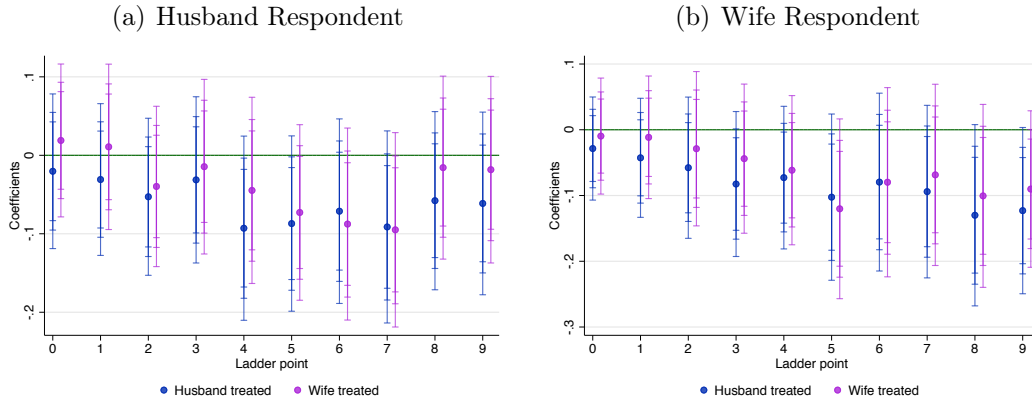 (a) Husband Respondent
.1
0
-.1
-.2
Coefficients
0 1 2 3 4 5 6 7 8 9
Ladder point
Husband treated Wife treated
(b) Wife Respondent
.1
0
-.1
-.2
-.3
Coefficients
0 1 2 3 4 5 6 7 8 9
Ladder point
Husband treated Wife treated